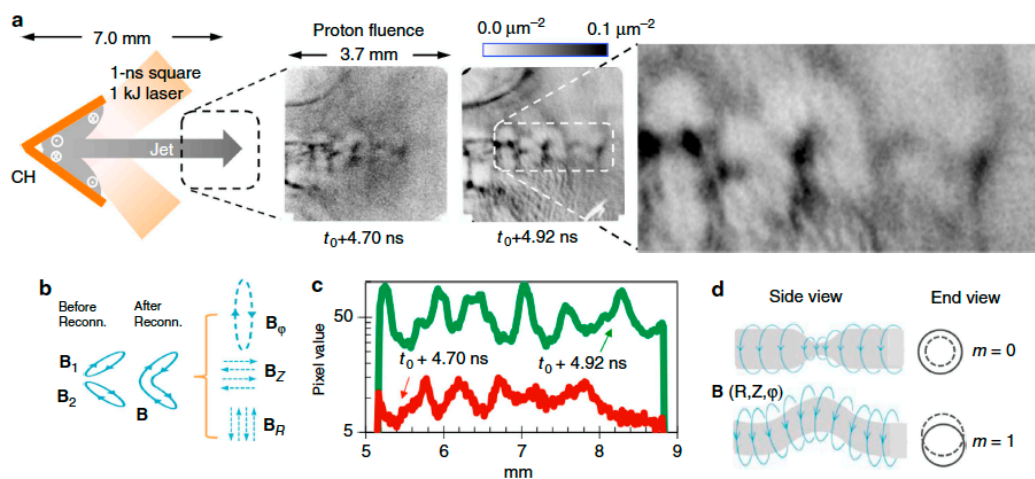 a
7.0 mm
1-ns square
1 kJ laser
Jet
CH
Proton fluence
3.7 mm
0.0 μm⁻²
0.1 μm⁻²
t₀+4.70 ns
t₀+4.92 ns
b
Before
Reconn.
After
Reconn.
B₁
B₂
B
Bφ
B_Z
B_R
c
Pixel value
50
5
t₀ + 4.70 ns
t₀ + 4.92 ns
5
6
7
8
9
mm
d
Side view
End view
m = 0
B (R,Z,φ)
m = 1